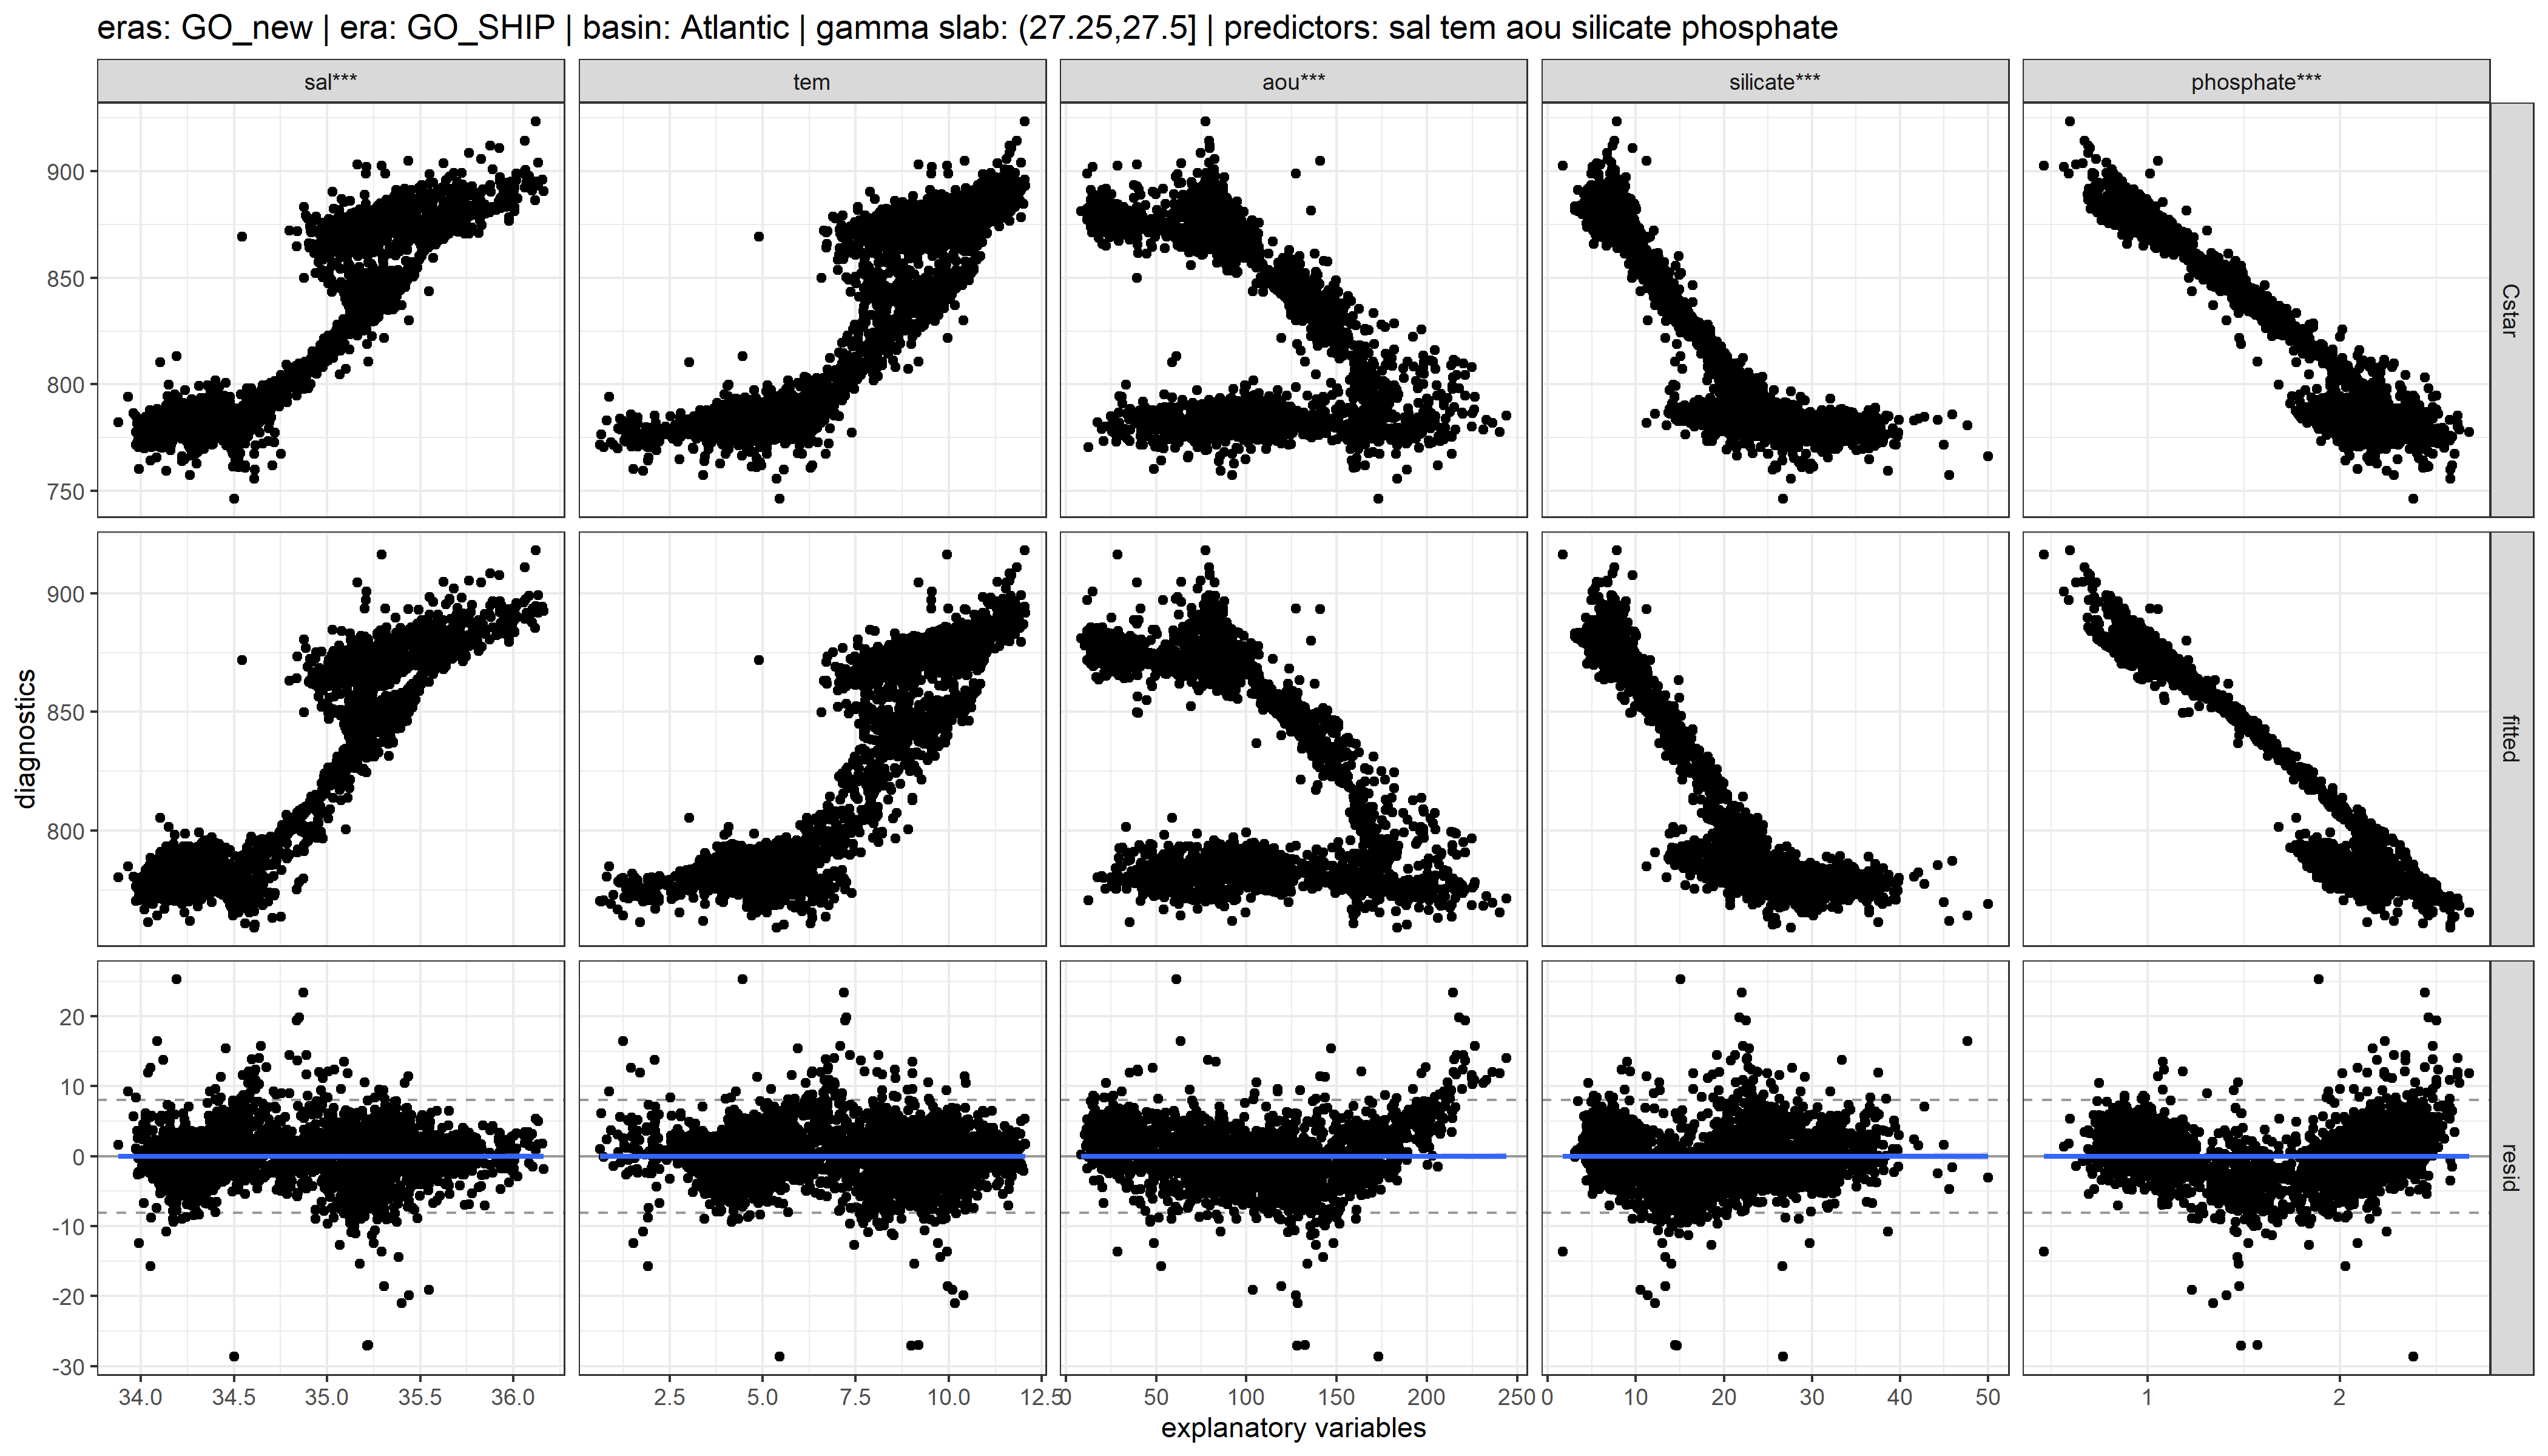 eras: GO_new | era: GO_SHIP | basin: Atlantic | gamma slab: (27.25,27.5] | predictors: sal tem aou silicate phosphate
sal*** tem aou*** silicate*** phosphate***
900
850
800
750
Cstar
900
850
800
fitted
diagnostics
20
10
0
-10
-20
-30
resid
34.0 34.5 35.0 35.5 36.0 2.5 5.0 7.5 10.0 12.5 0 50 100 150 200 250 0 10 20 30 40 50 1 2
explanatory variables